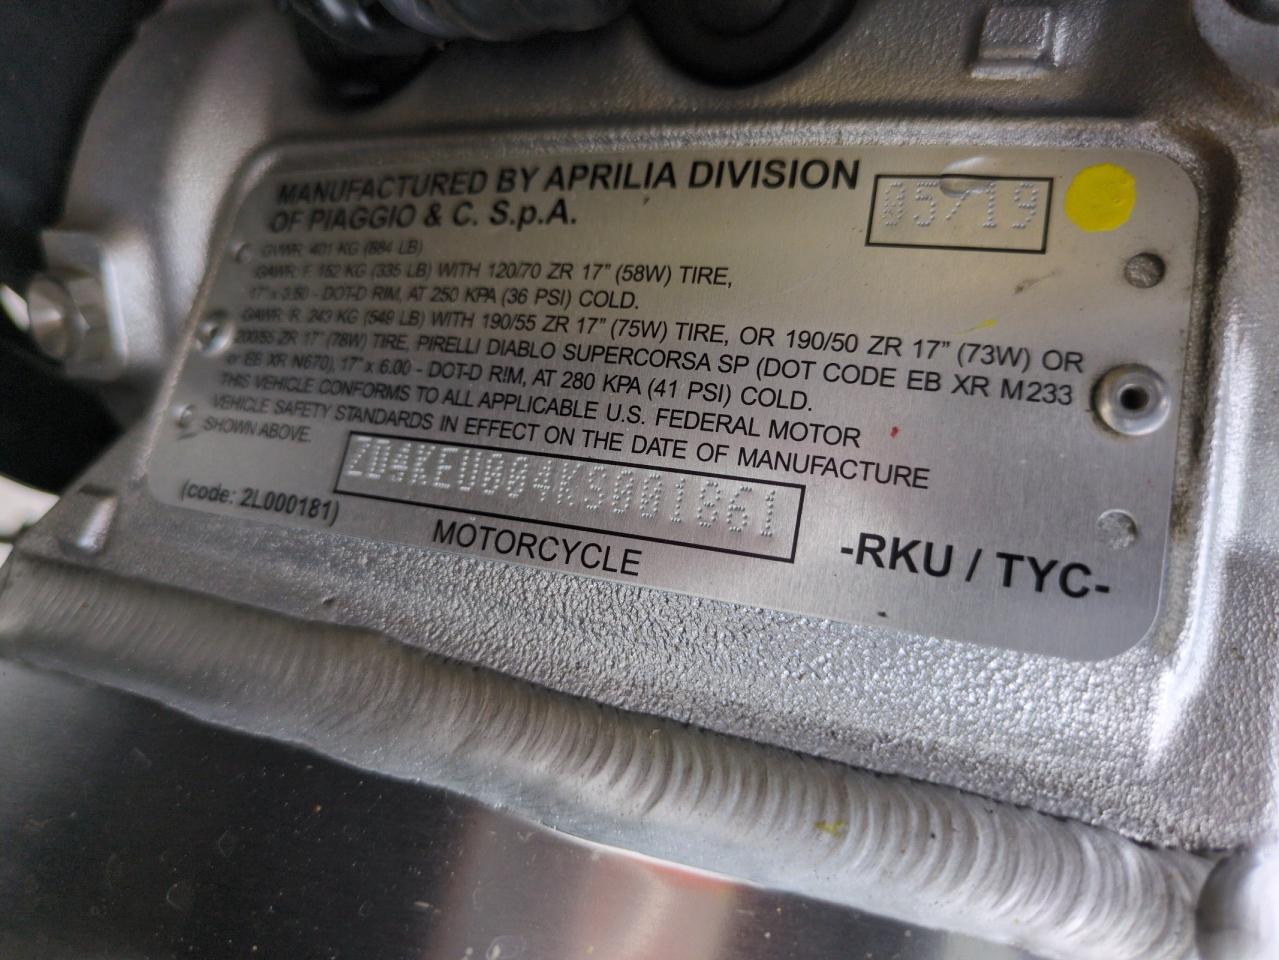 MANUFACTURED BY APRILIA DIVISION
OF PIAGGIO & C. S.p.A.
05/19
GVWR: 401 KG (884 LB)
GAWR: F: 152 KG (335 LB) WITH 120/70 ZR 17" (58W) TIRE,
17" x 3.50 - DOT-D RIM, AT 250 KPA (36 PSI) COLD.
GAWR: R: 243 KG (549 LB) WITH 190/55 ZR 17" (75W) TIRE, OR 190/50 ZR 17" (73W) OR
200/55 ZR 17" (78W) TIRE, PIRELLI DIABLO SUPERCORSA SP (DOT CODE EB XR M233
or EB XR N670), 17" x 6.00 - DOT-D RIM, AT 280 KPA (41 PSI) COLD.
THIS VEHICLE CONFORMS TO ALL APPLICABLE U.S. FEDERAL MOTOR
VEHICLE SAFETY STANDARDS IN EFFECT ON THE DATE OF MANUFACTURE
SHOWN ABOVE.
ZD4KEU004KS001861
(code: 2L000181)
MOTORCYCLE
-RKU / TYC-